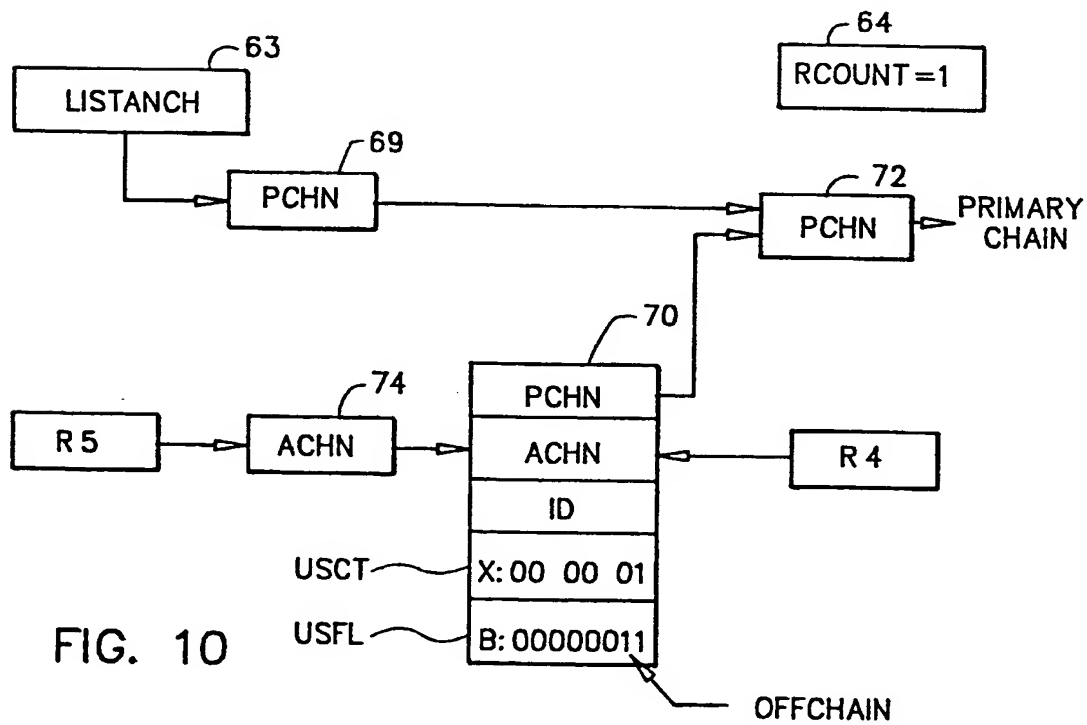 63
LISTANCH
64
RCOUNT=1
69
PCHN
72
PCHN
PRIMARY
CHAIN
70
PCHN
74
R5
ACHN
ACHN
R4
ID
USCT
X: 00 00 01
USFL
B: 00000011
FIG. 10
OFFCHAIN